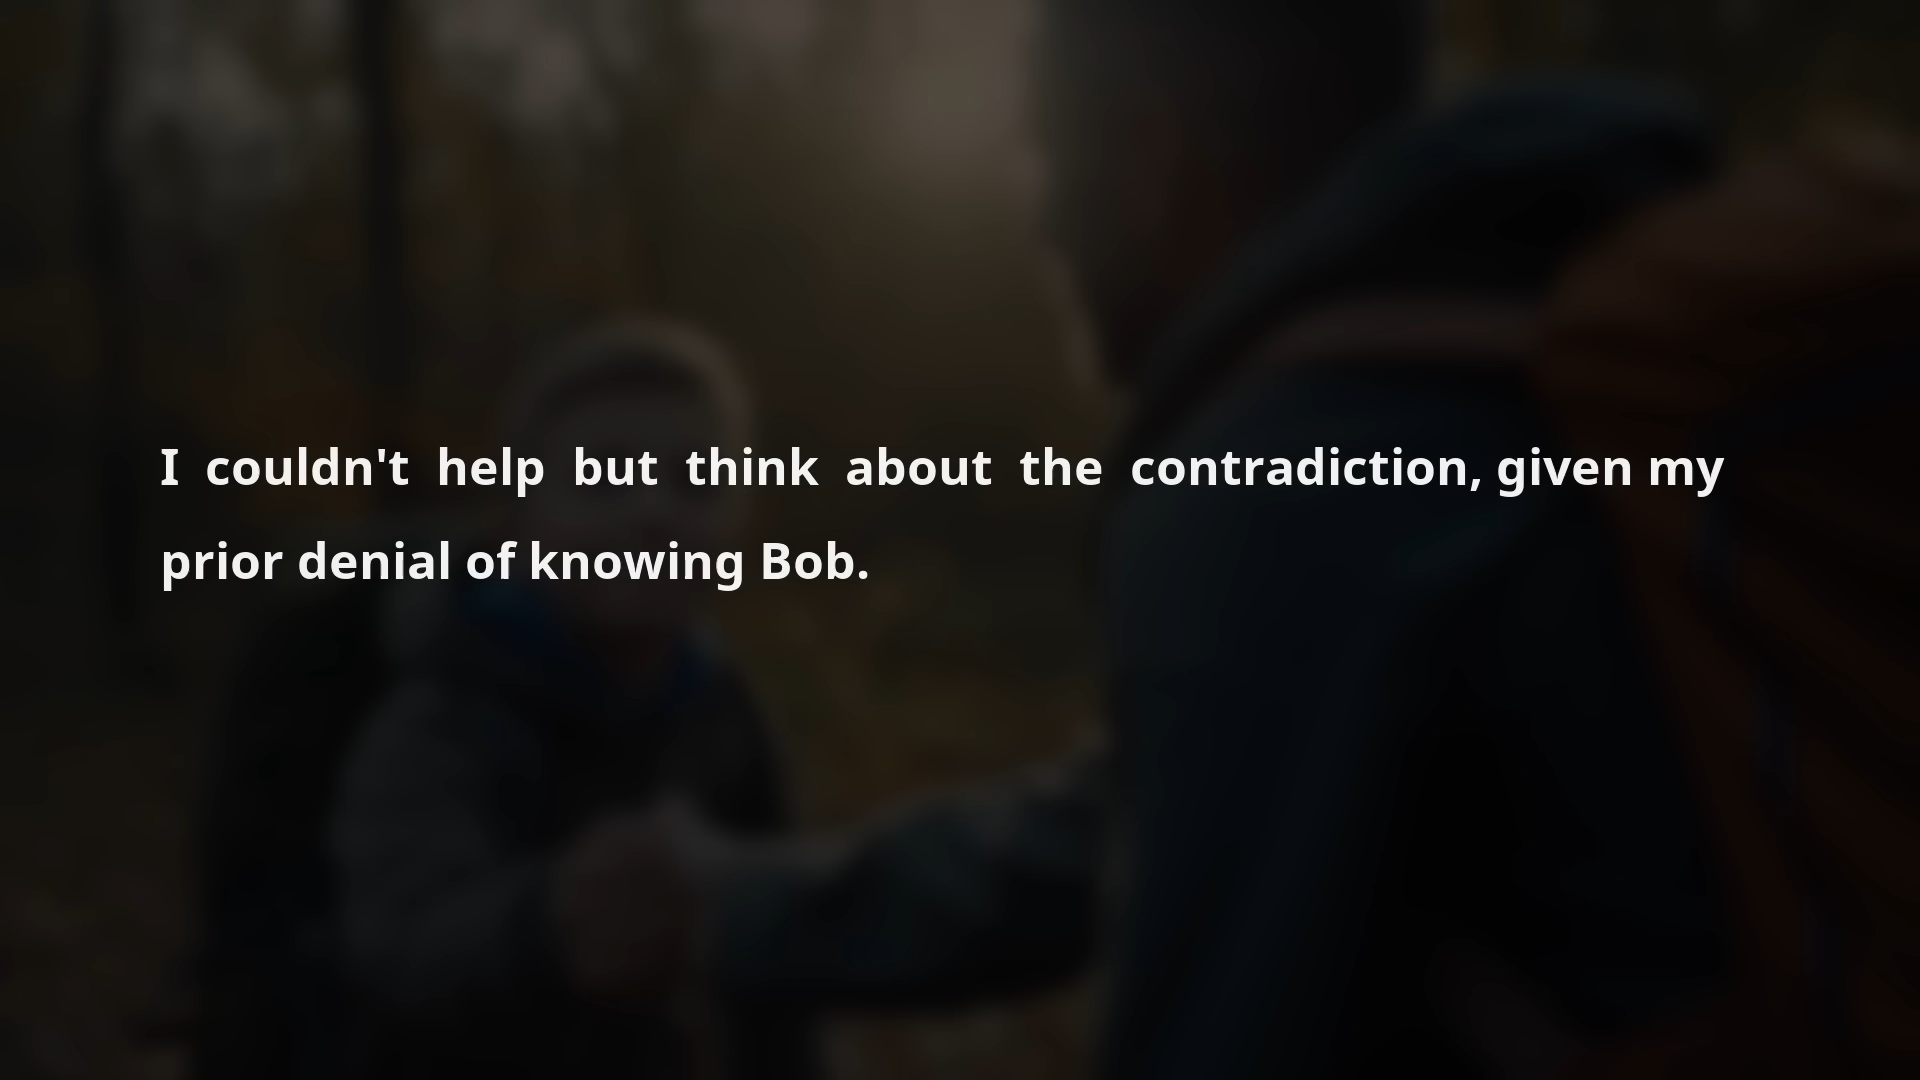 I couldn't help but think about the contradiction, given my
prior denial of knowing Bob.